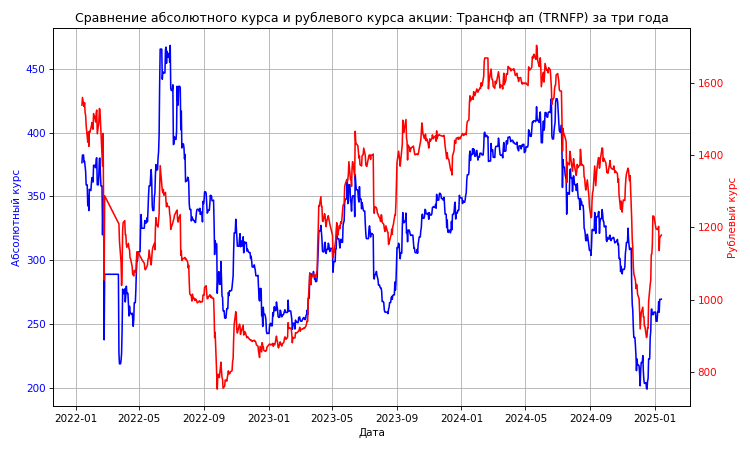 Сравнение абсолютного курса и рублевого курса акции: Транснф ап (TRNFP) за три года
450
400
350
300
250
200
Абсолютный курс
1600
1400
1200
1000
800
Рублевый курс
2022-01 2022-05 2022-09 2023-01 2023-05 2023-09 2024-01 2024-05 2024-09 2025-01
Дата